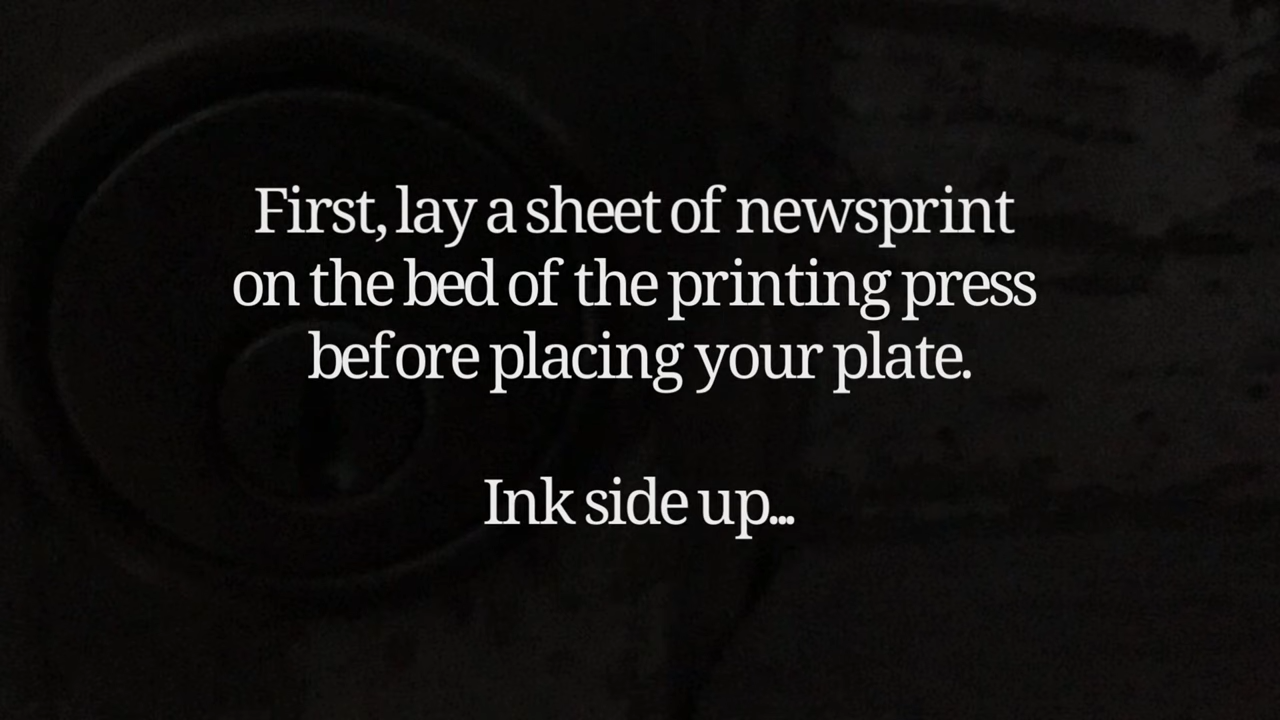 First, lay a sheet of newsprint
on the bed of the printing press
before placing your plate.
Ink side up...